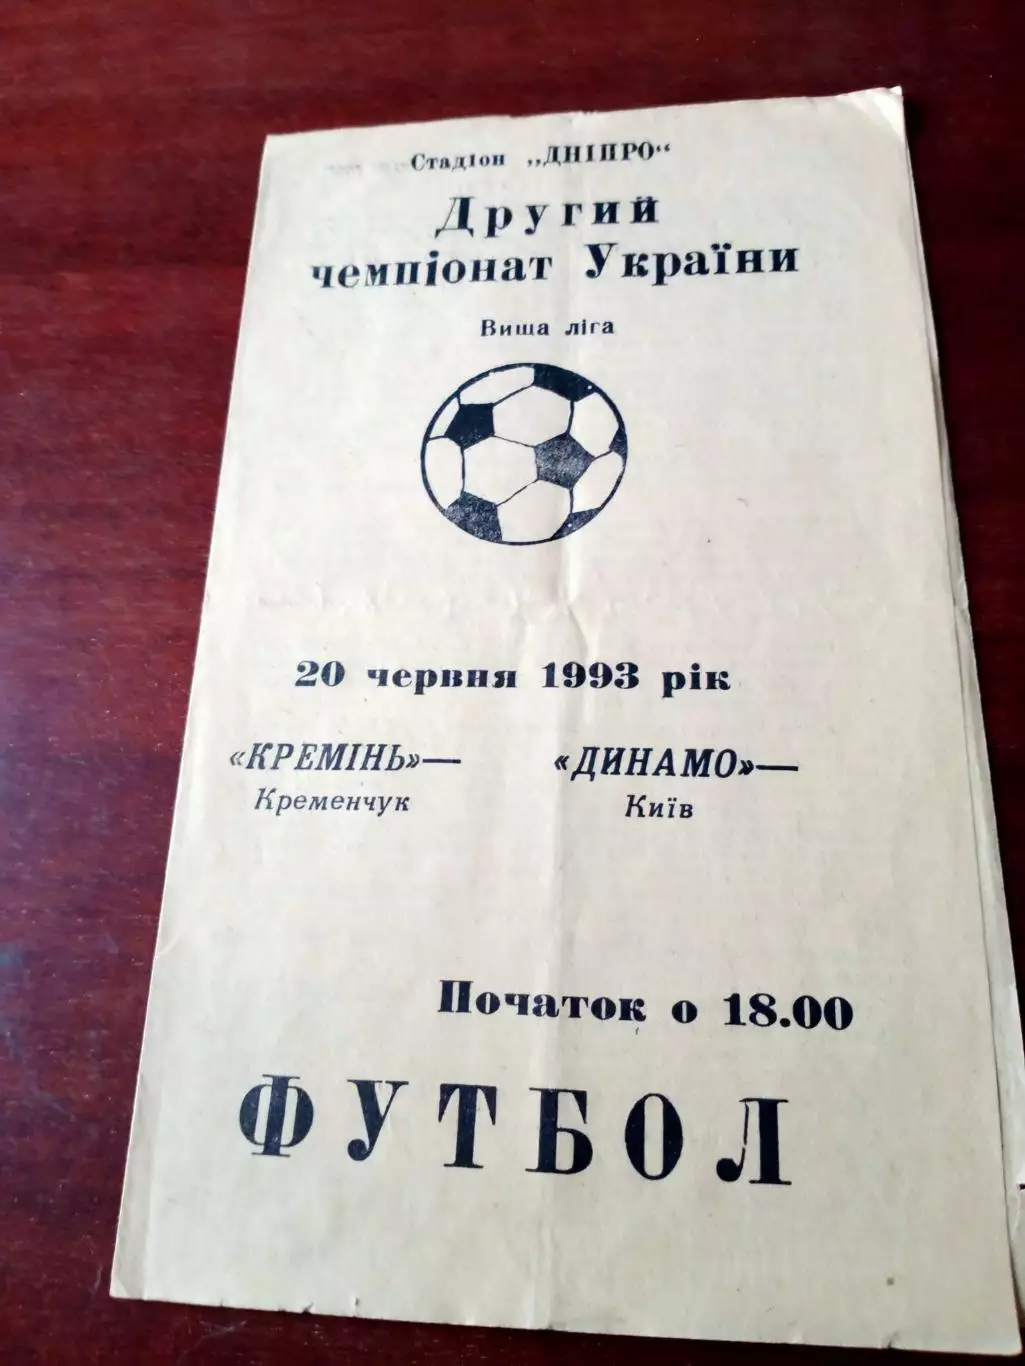 Стадіон „ДНІПРО“
Другий
чемпіонат України
Вища ліга
20 червня 1993 рік
«КРЕМІНЬ»— «ДИНАМО»—
Кременчук Київ
Початок о 18.00
ФУТБОЛ